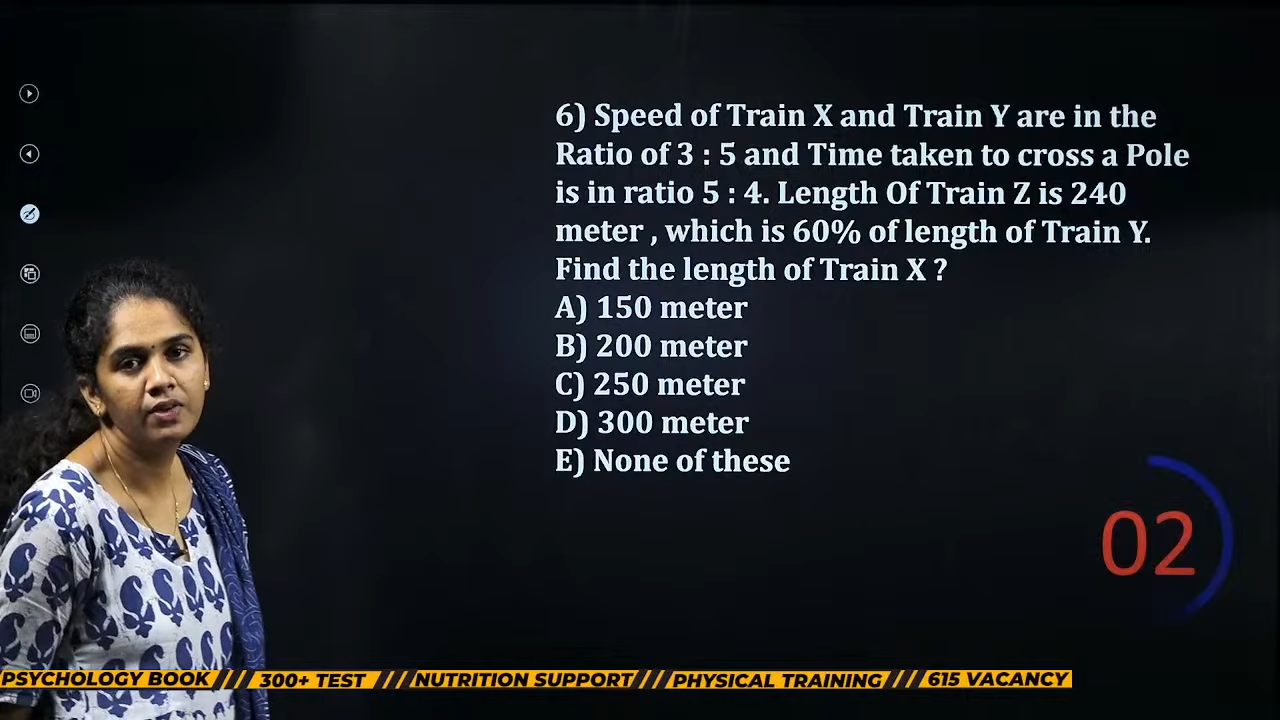 6) Speed of Train X and Train Y are in the
Ratio of 3 : 5 and Time taken to cross a Pole
is in ratio 5 : 4. Length Of Train Z is 240
meter , which is 60% of length of Train Y.
Find the length of Train X ?
A) 150 meter
B) 200 meter
C) 250 meter
D) 300 meter
E) None of these
02
PSYCHOLOGY BOOK /// 300+ TEST /// NUTRITION SUPPORT /// PHYSICAL TRAINING /// 615 VACANCY